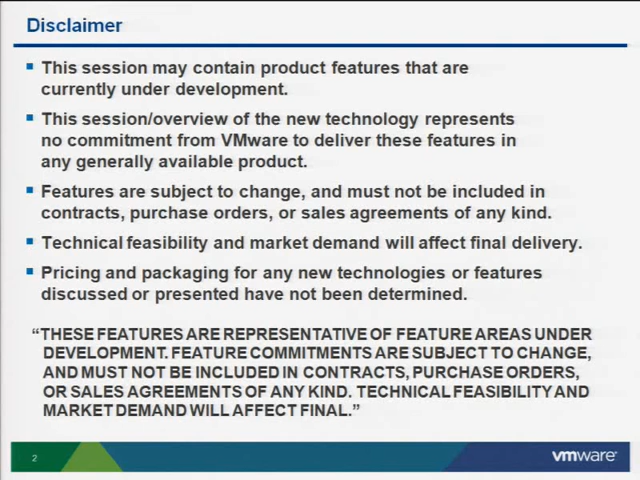 Disclaimer
This session may contain product features that are
currently under development.
This session/overview of the new technology represents
no commitment from VMware to deliver these features in
any generally available product.
Features are subject to change, and must not be included in
contracts, purchase orders, or sales agreements of any kind.
Technical feasibility and market demand will affect final delivery.
Pricing and packaging for any new technologies or features
discussed or presented have not been determined.
“THESE FEATURES ARE REPRESENTATIVE OF FEATURE AREAS UNDER
DEVELOPMENT. FEATURE COMMITMENTS ARE SUBJECT TO CHANGE,
AND MUST NOT BE INCLUDED IN CONTRACTS, PURCHASE ORDERS,
OR SALES AGREEMENTS OF ANY KIND. TECHNICAL FEASIBILITY AND
MARKET DEMAND WILL AFFECT FINAL.”
2
vmware